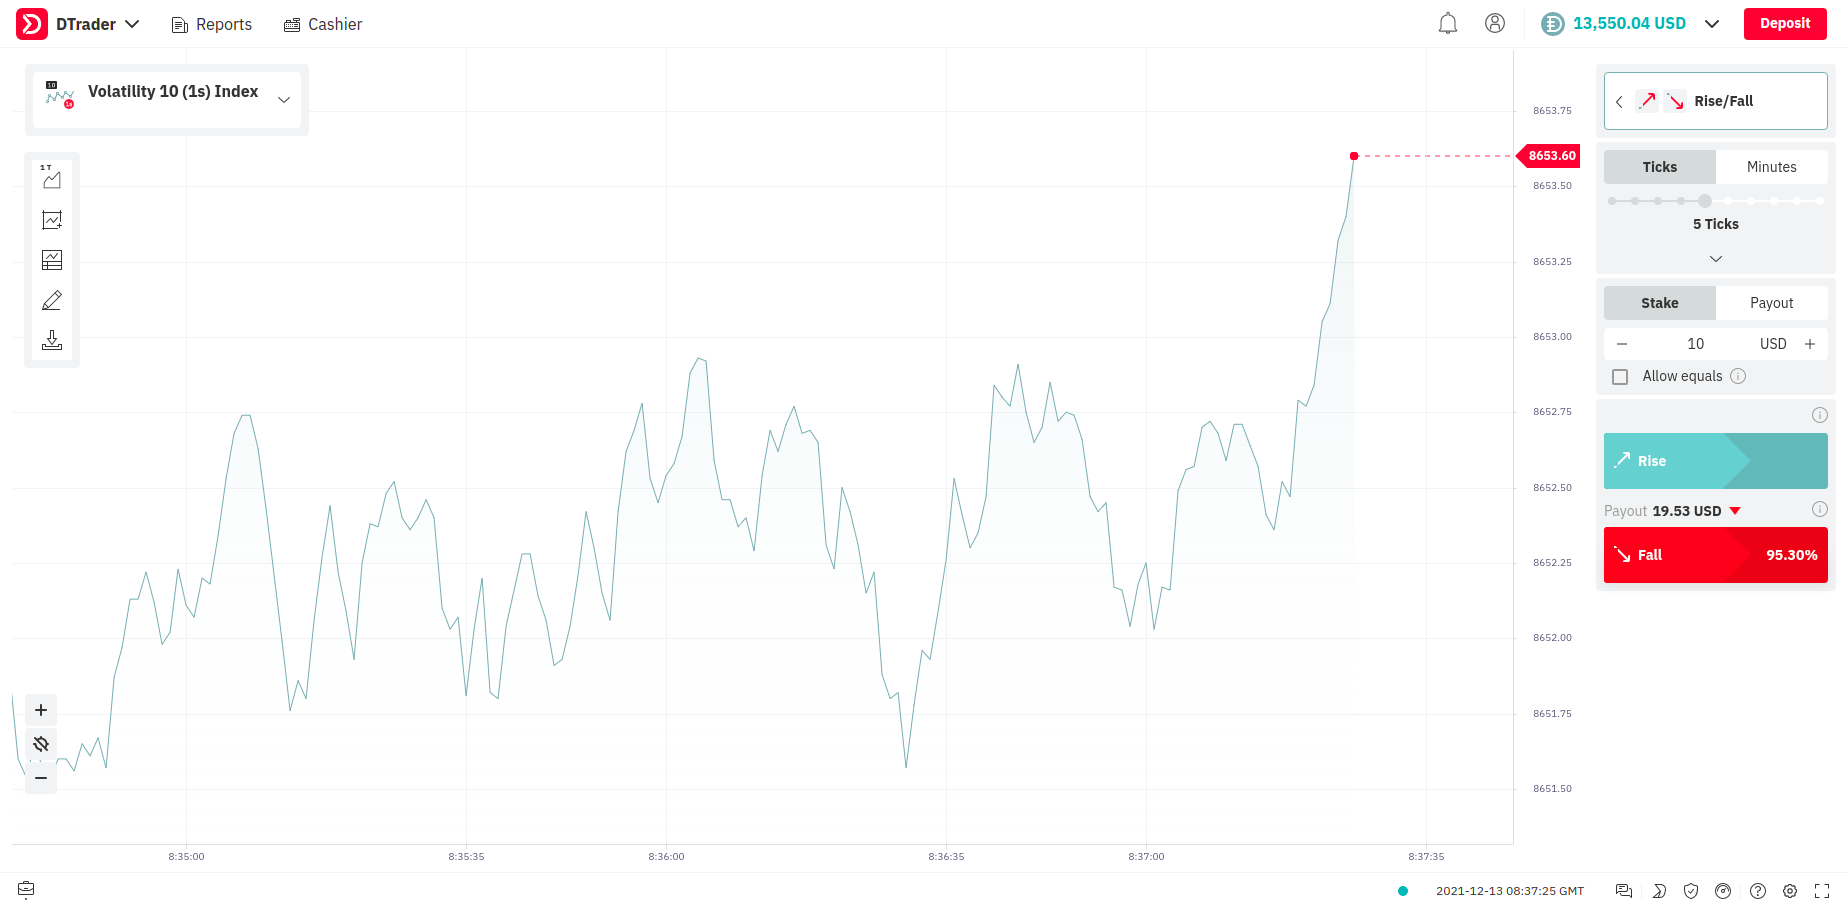 DTrader
Reports
Cashier
13,550.04 USD
Deposit
10
1s
Volatility 10 (1s) Index
1 T
8653.75
8653.60
8653.50
8653.25
8653.00
8652.75
8652.50
8652.25
8652.00
8651.75
8651.50
8:35:00
8:35:35
8:36:00
8:36:35
8:37:00
8:37:35
Rise/Fall
Ticks
Minutes
5 Ticks
Stake
Payout
10
USD
Allow equals
Rise
Payout 19.53 USD
Fall
95.30%
2021-12-13 08:37:25 GMT